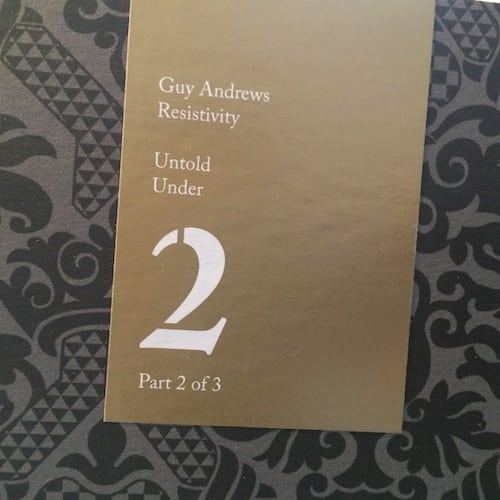 Guy Andrews
Resistivity
Untold
Under
2
Part 2 of 3